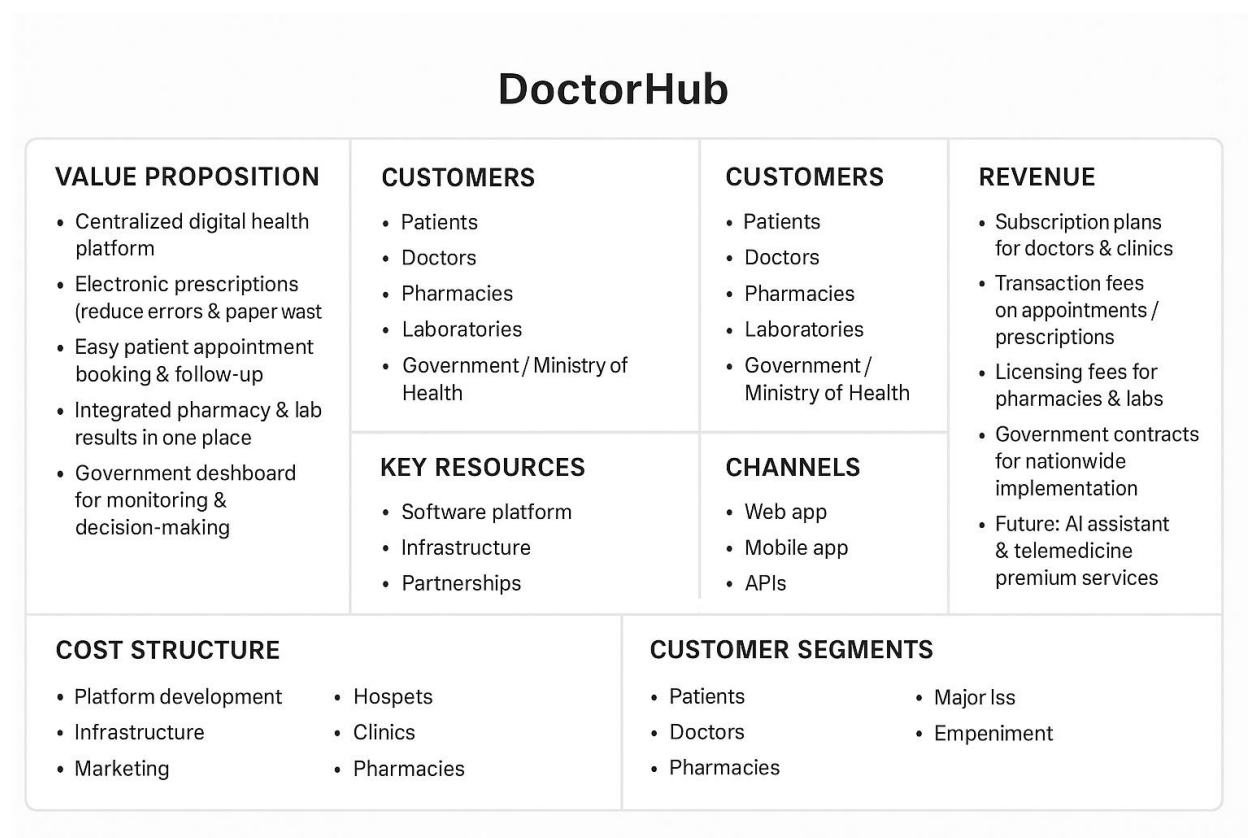 DoctorHub
VALUE PROPOSITION
• Centralized digital health
platform
• Electronic prescriptions
(reduce errors & paper wast
• Easy patient appointment
booking & follow-up
• Integrated pharmacy & lab
results in one place
• Government deshboard
for monitoring &
decision-making
CUSTOMERS
• Patients
• Doctors
• Pharmacies
• Laboratories
• Government / Ministry of
Health
CUSTOMERS
• Patients
• Doctors
• Pharmacies
• Laboratories
• Government /
Ministry of Health
REVENUE
• Subscription plans
for doctors & clinics
• Transaction fees
on appointments /
prescriptions
• Licensing fees for
pharmacies & labs
• Government contracts
for nationwide
implementation
• Future: AI assistant
& telemedicine
premium services
KEY RESOURCES
• Software platform
• Infrastructure
• Partnerships
CHANNELS
• Web app
• Mobile app
• APIs
COST STRUCTURE
• Platform development
• Infrastructure
• Marketing
• Hospets
• Clinics
• Pharmacies
CUSTOMER SEGMENTS
• Patients
• Doctors
• Pharmacies
• Major lss
• Empeniment